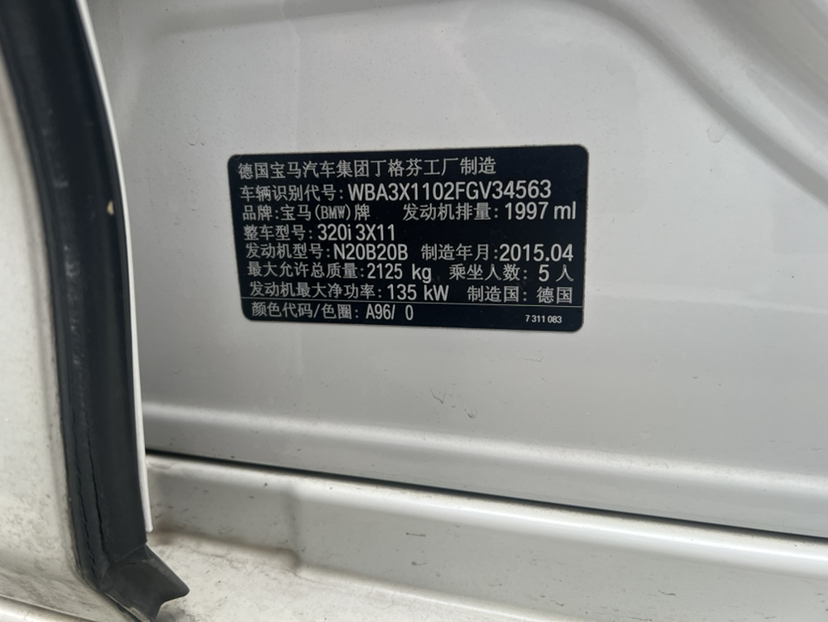 德国宝马汽车集团丁格芬工厂制造
车辆识别代号: WBA3X1102FGV34563
品牌: 宝马(BMW)牌 发动机排量: 1997 ml
整车型号: 320i 3X11
发动机型号: N20B20B 制造年月: 2015.04
最大允许总质量: 2125 kg 乘坐人数: 5 人
发动机最大净功率: 135 kW 制造国: 德国
颜色代码/色圈: A96/ 0 7 311 083